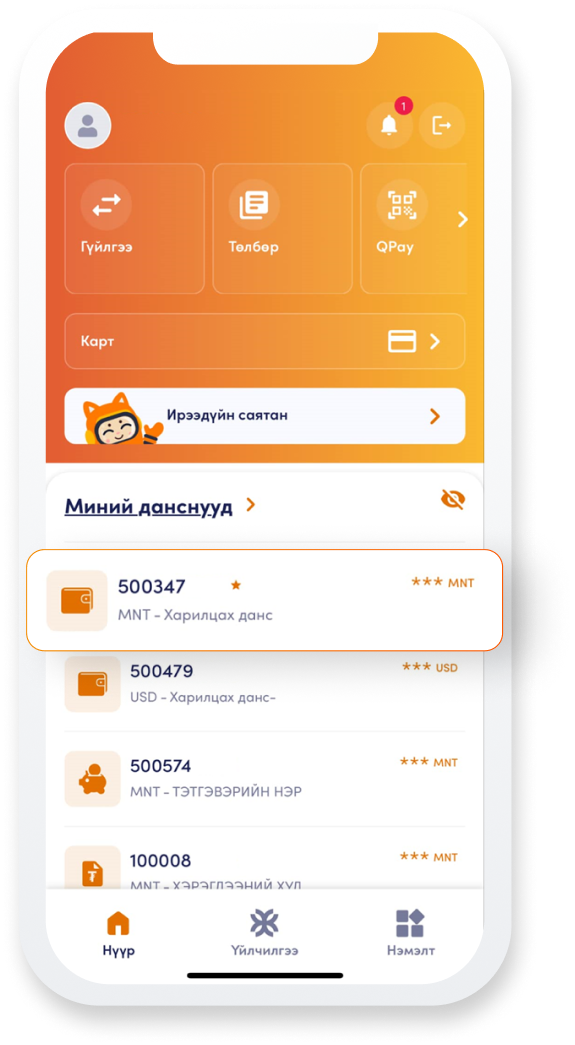 1
Гүйлгээ
Төлбөр
QPay
Карт
Ирээдүйн саятан
Миний данснууд
500347
*** MNT
MNT - Харилцах данс
500479
*** USD
USD - Харилцах данс-
500574
*** MNT
MNT - ТЭТГЭВЭРИЙН НЭР
100008
*** MNT
MNT - ХЭРЭГЛЭЭНИЙ ХУЛ
Нүүр
Үйлчилгээ
Нэмэлт